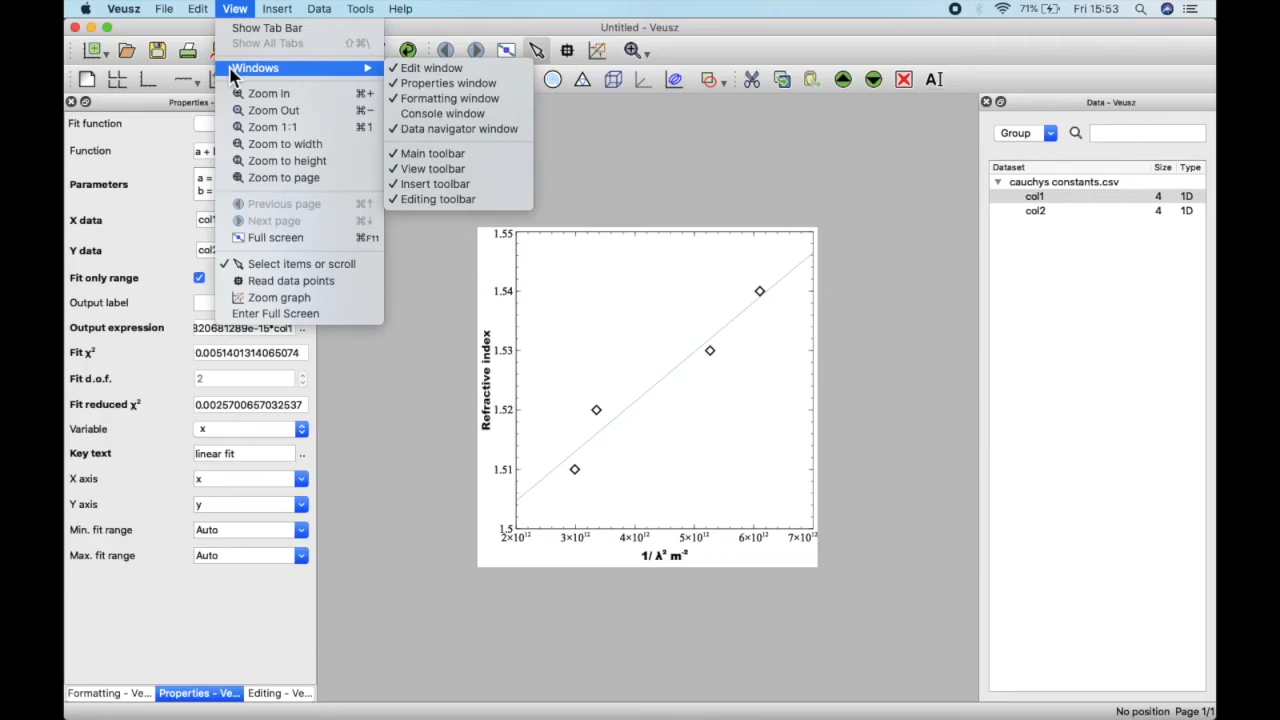 Veusz File Edit View Insert Data Tools Help 71% Fri 15:53
Untitled - Veusz
Show Tab Bar
Show All Tabs ⇧⌘\
Windows
Zoom In ⌘+
Zoom Out ⌘−
Zoom 1:1 ⌘1
Zoom to width
Zoom to height
Zoom to page
Previous page ⌘↑
Next page ⌘↓
Full screen ⌘F11
Select items or scroll
Read data points
Zoom graph
Enter Full Screen
Edit window
Properties window
Formatting window
Console window
Data navigator window
Main toolbar
View toolbar
Insert toolbar
Editing toolbar
AI
Properties -
Fit function
Function a +
Parameters a =
b =
X data col1
Y data
Fit only range
Output label
Output expression 820681289e-15*col1 ..
Fit χ² 0.0051401314065074
Fit d.o.f. 2
Fit reduced χ² 0.0025700657032537
Variable x
Key text linear fit ..
X axis x
Y axis y
Min. fit range Auto
Max. fit range Auto
Formatting - Ve... Properties - Ve... Editing - Ve...
1.55
1.54
1.53
1.52
1.51
1.5
Refractive index
2×10¹² 3×10¹² 4×10¹² 5×10¹² 6×10¹² 7×10¹²
1/ λ² m⁻²
Data - Veusz
Group
Dataset Size Type
cauchys constants.csv
col1 4 1D
col2 4 1D
No position Page 1/1